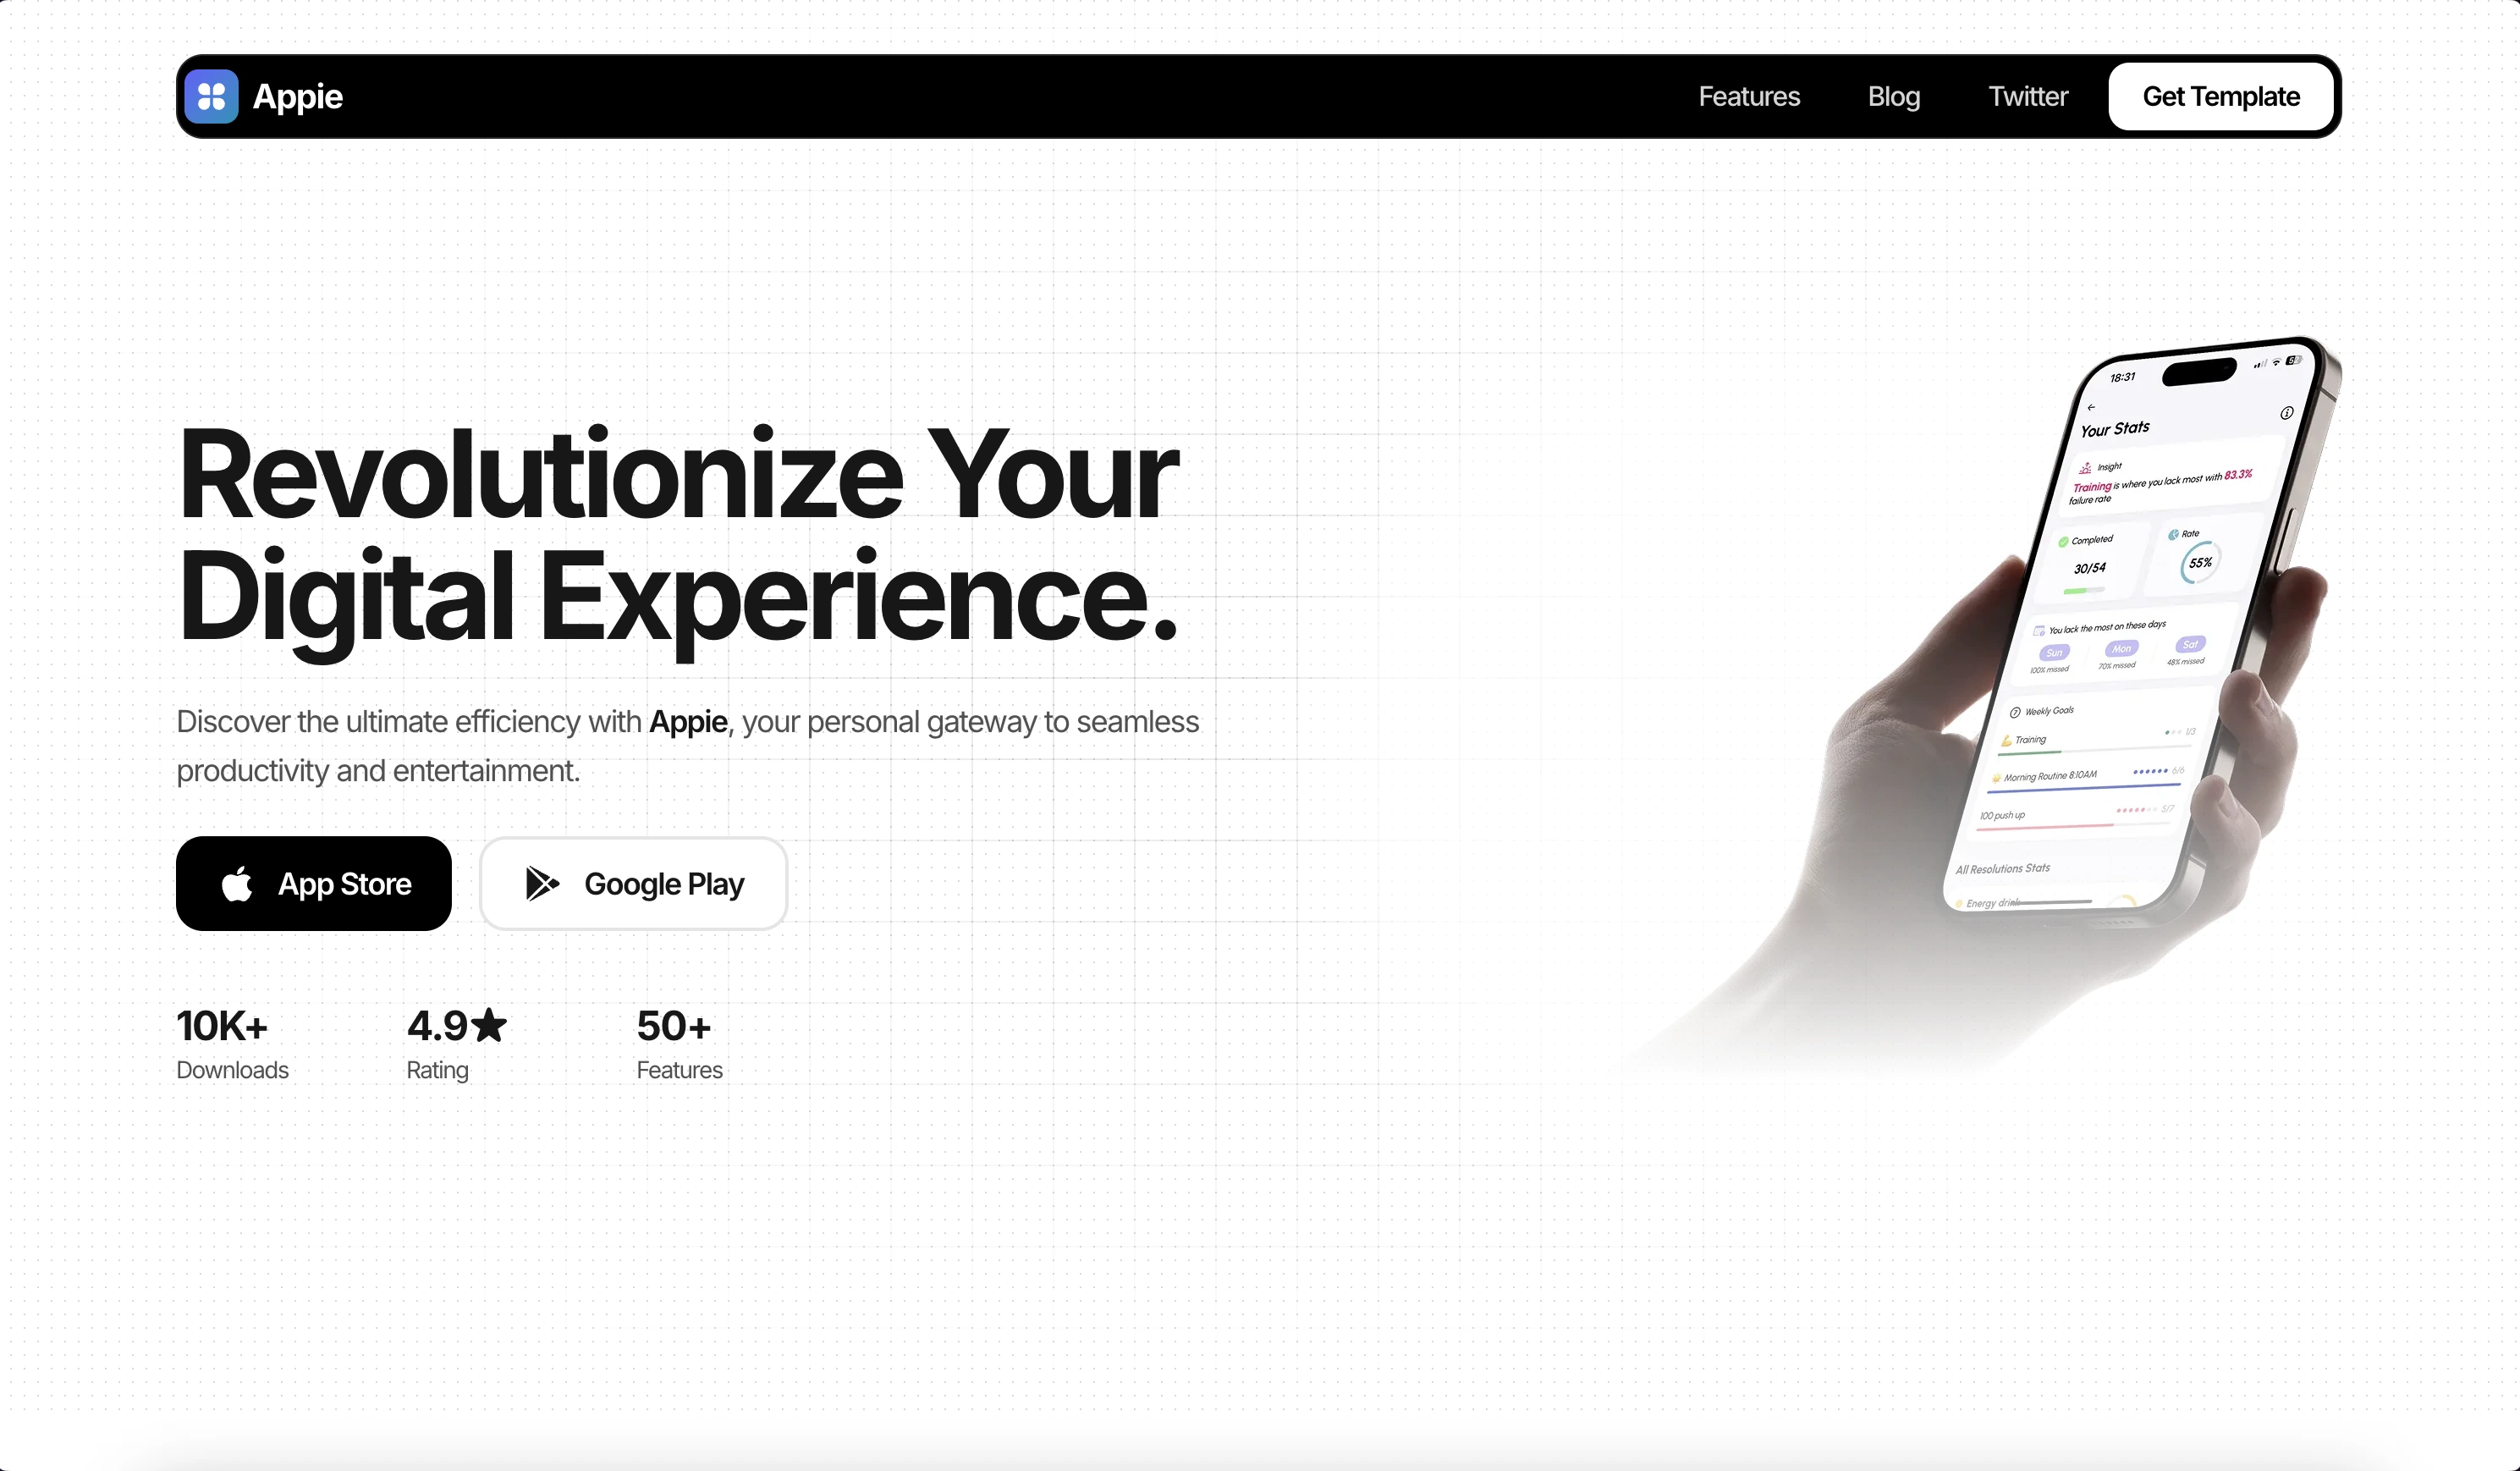 Appie
Features
Blog
Twitter
Get Template
Revolutionize Your
Digital Experience.
Discover the ultimate efficiency with Appie, your personal gateway to seamless
productivity and entertainment.
App Store
Google Play
10K+
Downloads
4.9★
Rating
50+
Features
18:31
Your Stats
Insight
Training is where you lack most with 83.3%
failure rate
Completed
30/54
Rate
55%
You lack the most on these days
Sun
Mon
Sat
100% missed
70% missed
48% missed
Weekly Goals
Training
1/3
Morning Routine 8:10AM
6/6
100 push up
5/7
All Resolutions Stats
Energy drink